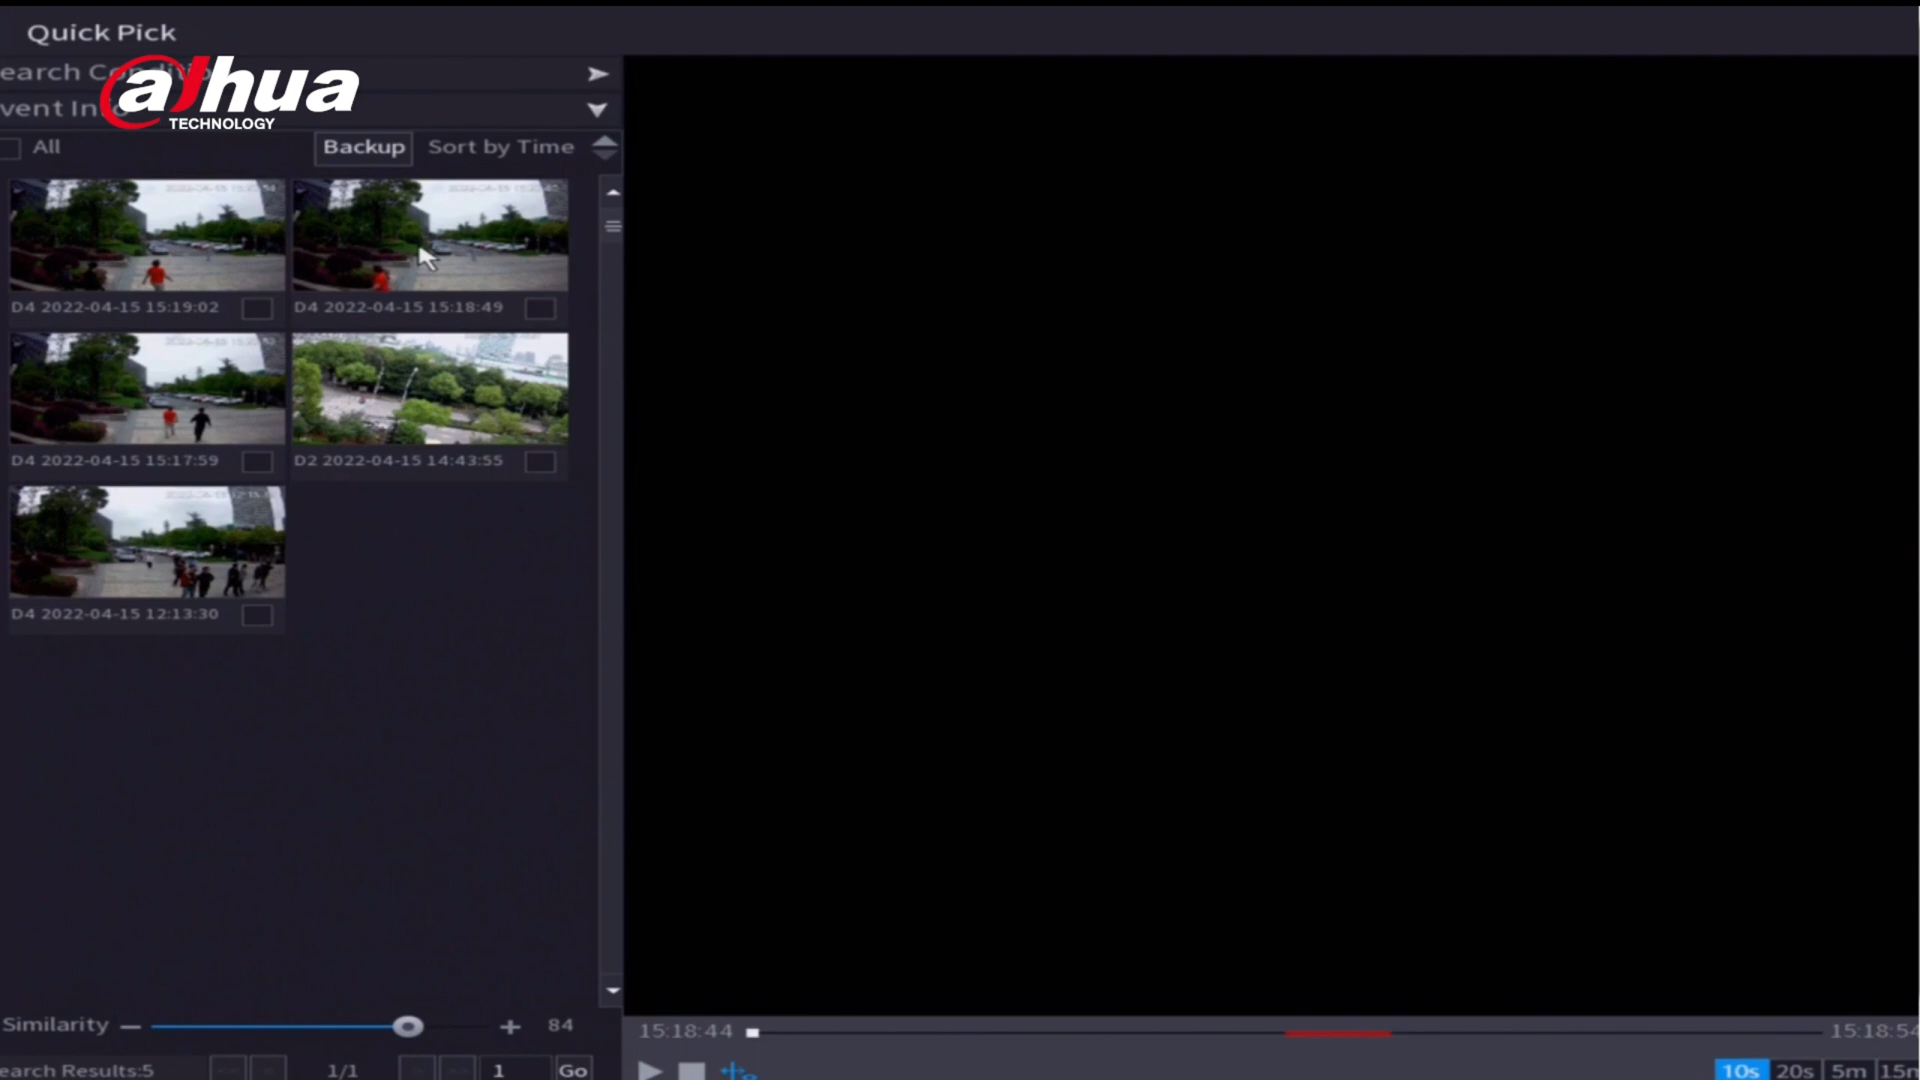 Quick Pick
earch Conditio
vent Info
alhua
TECHNOLOGY
All
Backup
Sort by Time
D4 2022-04-15 15:19:02
D4 2022-04-15 15:18:49
D4 2022-04-15 15:17:59
D2 2022-04-15 14:43:55
D4 2022-04-15 12:13:30
Similarity
84
15:18:44
15:18:54
earch Results:5
1/1
1
Go
10s
20s
5m
15m